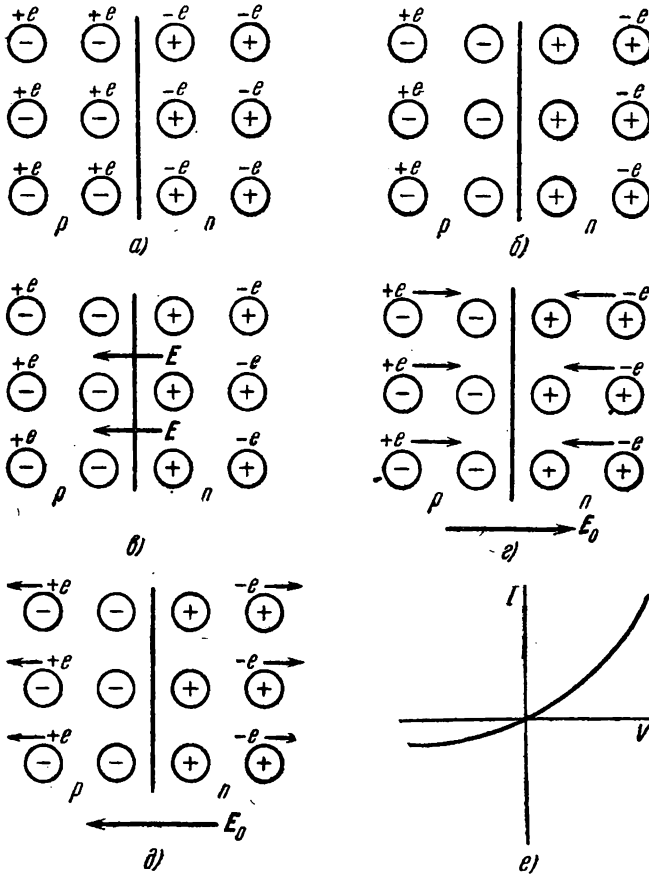 +e +e -e -e
- - + +
+e +e -e -e
- - + +
+e +e -e -e
- - + +
p n
а)
+e -e
- - + +
+e -e
- - + +
+e -e
- - + +
p n
б)
+e -e
- - + +
E
+e -e
- - + +
E
+e -e
- - + +
p n
в)
+e -e
- - + +
+e -e
- - + +
+e -e
- - + +
p n
E₀
г)
+e -e
- - + +
+e -e
- - + +
+e -e
- - + +
p n
E₀
д)
I
V
е)